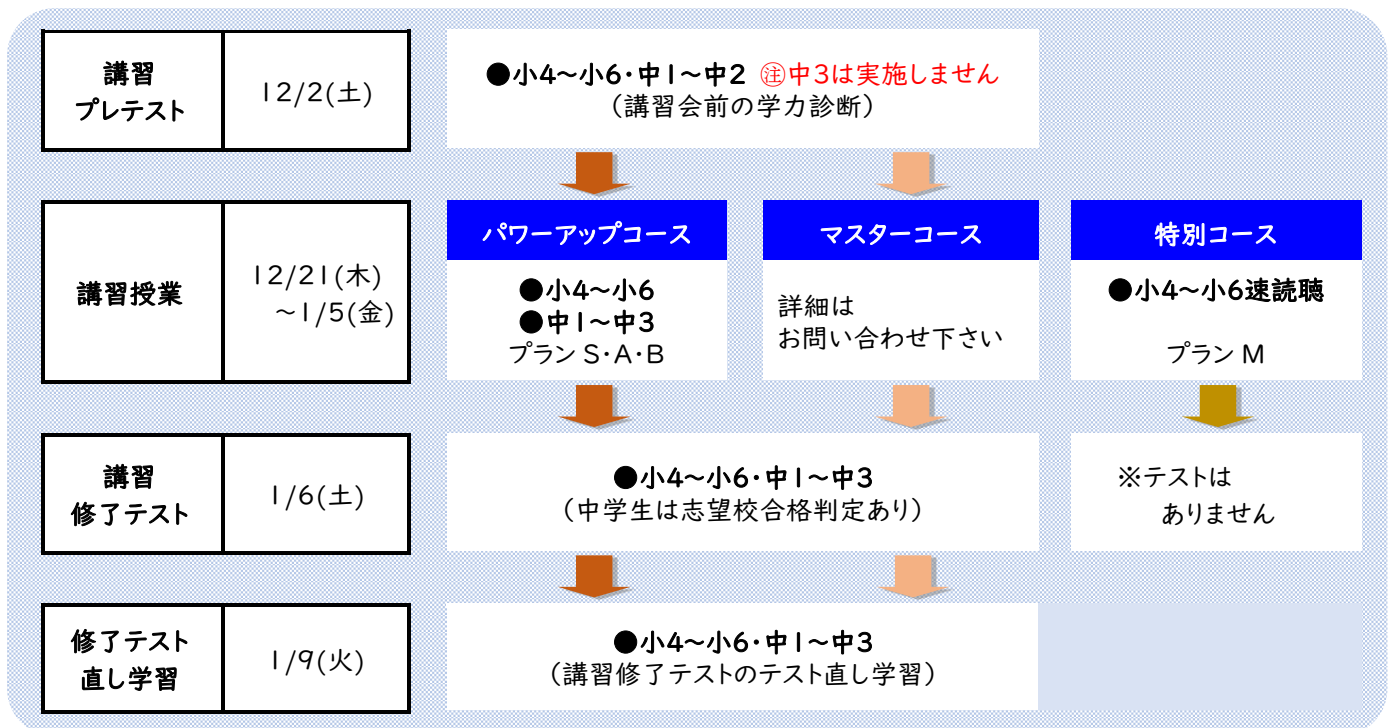 講習
プレテスト
12/2(土)
●小4~小6・中1~中2 ㊟中3は実施しません
(講習会前の学力診断)
講習授業
12/21(木)
~1/5(金)
パワーアップコース
●小4~小6
●中1~中3
プラン S・A・B
マスターコース
詳細は
お問い合わせ下さい
特別コース
●小4~小6速読聴
プラン M
講習
修了テスト
1/6(土)
●小4~小6・中1~中3
(中学生は志望校合格判定あり)
※テストは
ありません
修了テスト
直し学習
1/9(火)
●小4~小6・中1~中3
(講習修了テストのテスト直し学習)